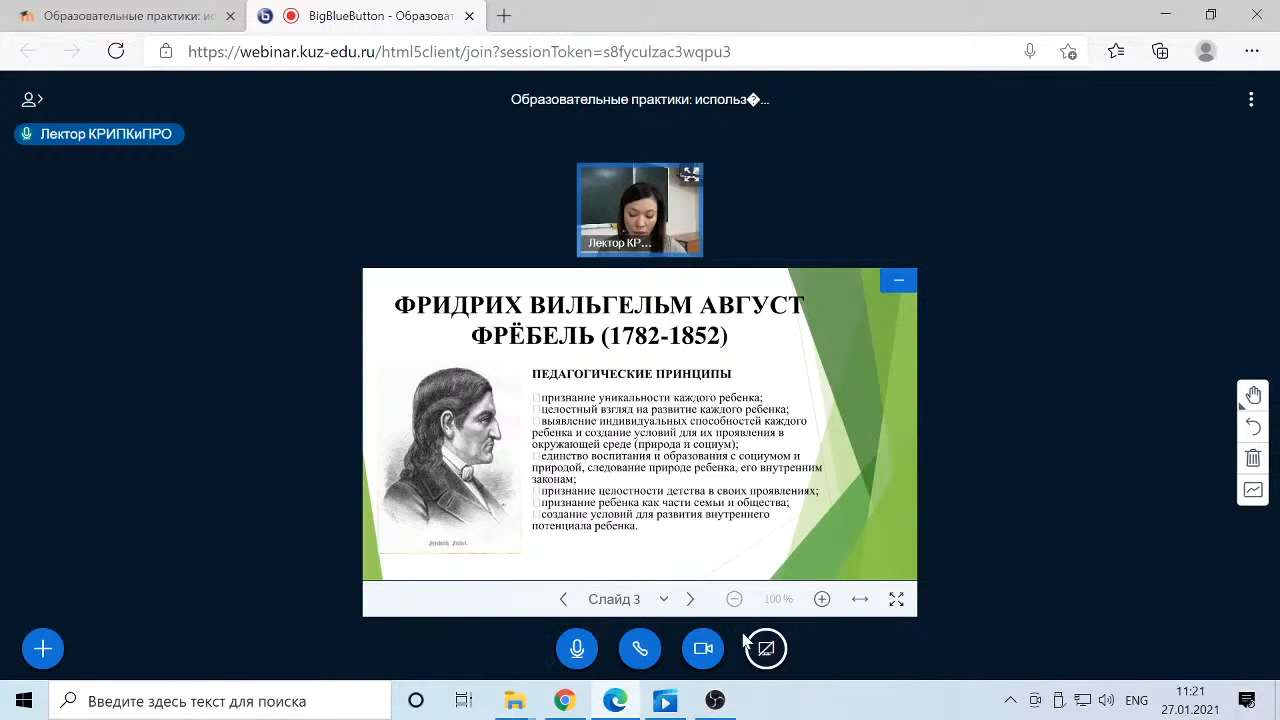 Образовательные практики: ис
BigBlueButton - Образоват
https://webinar.kuz-edu.ru/html5client/join?sessionToken=s8fyculzac3wqpu3
Образовательные практики: использ�...
Лектор КРИПКиПРО
Лектор КР...
ФРИДРИХ ВИЛЬГЕЛЬМ АВГУСТ
ФРЁБЕЛЬ (1782-1852)
ПЕДАГОГИЧЕСКИЕ ПРИНЦИПЫ
признание уникальности каждого ребенка;
целостный взгляд на развитие каждого ребенка;
выявление индивидуальных способностей каждого
ребенка и создание условий для их проявления в
окружающей среде (природа и социум);
единство воспитания и образования с социумом и
природой, следование природе ребенка, его внутренним
законам;
признание целостности детства в своих проявлениях;
признание ребенка как части семьи и общества;
создание условий для развития внутреннего
потенциала ребенка.
Слайд 3
100 %
Введите здесь текст для поиска
ENG
11:21
27.01.2021